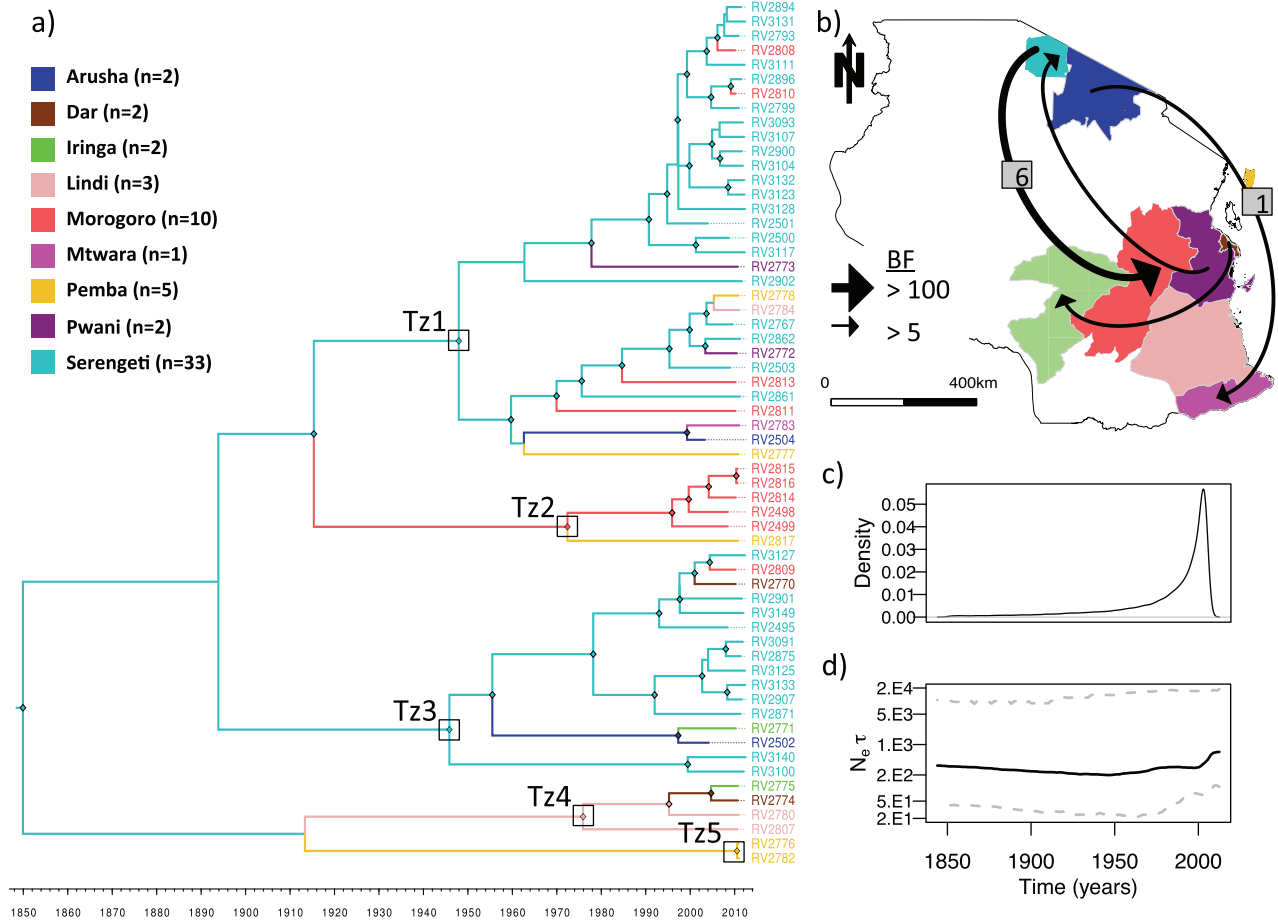 a)
Arusha (n=2)
Dar (n=2)
Iringa (n=2)
Lindi (n=3)
Morogoro (n=10)
Mtwara (n=1)
Pemba (n=5)
Pwani (n=2)
Serengeti (n=33)
Tz1
Tz2
Tz3
Tz4
Tz5
RV2894
RV3131
RV2793
RV2808
RV3111
RV2896
RV2810
RV2799
RV3093
RV3107
RV2900
RV3104
RV3132
RV3123
RV3128
RV2501
RV2500
RV3117
RV2773
RV2902
RV2778
RV2784
RV2767
RV2862
RV2772
RV2503
RV2813
RV2861
RV2811
RV2783
RV2504
RV2777
RV2815
RV2816
RV2814
RV2498
RV2499
RV2817
RV3127
RV2809
RV2770
RV2901
RV3149
RV2495
RV3091
RV2875
RV3125
RV3133
RV2907
RV2871
RV2771
RV2502
RV3140
RV3100
RV2775
RV2774
RV2780
RV2807
RV2776
RV2782
1850 1860 1870 1880 1890 1900 1910 1920 1930 1940 1950 1960 1970 1980 1990 2000 2010
b)
N
6
1
BF
> 100
> 5
0 400km
c)
Density
0.05
0.04
0.03
0.02
0.01
0.00
d)
Ne τ
2.E4
5.E3
1.E3
2.E2
5.E1
2.E1
1850 1900 1950 2000
Time (years)